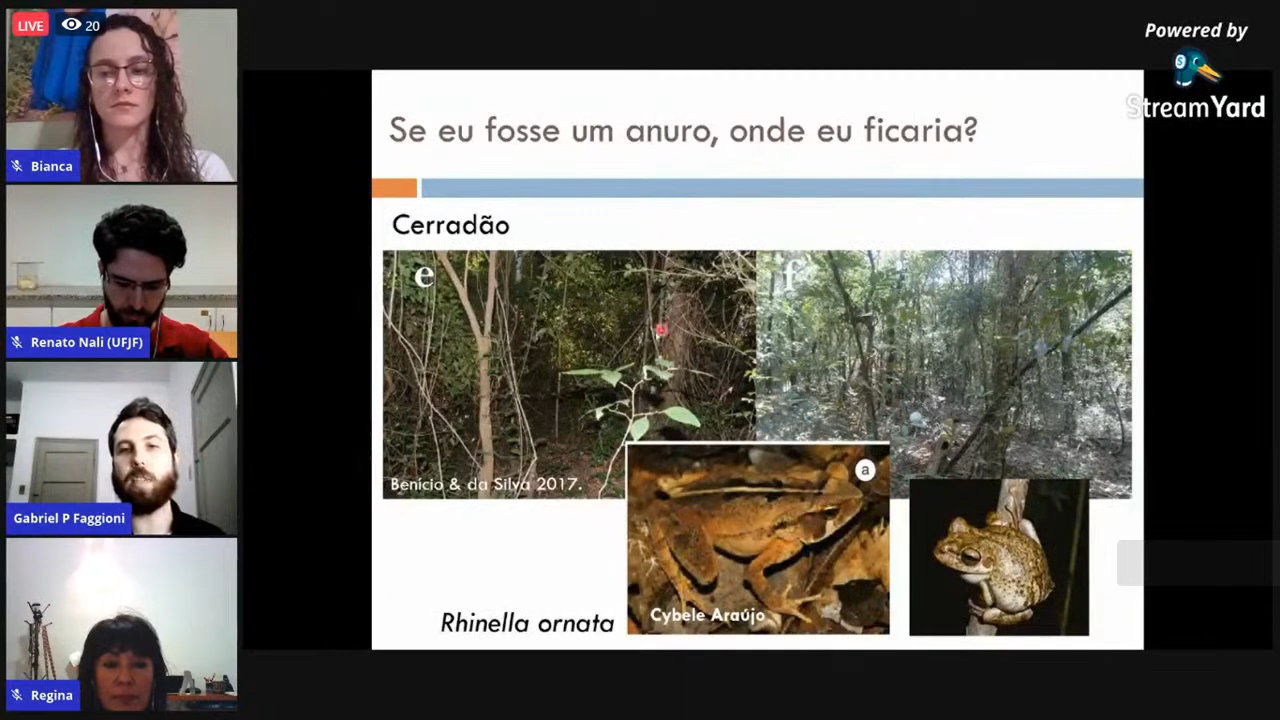 LIVE 20
Bianca
Renato Nali (UFJF)
Gabriel P Faggioni
Regina
Powered by
StreamYard
Se eu fosse um anuro, onde eu ficaria?
Cerradão
e
f
Benício & da Silva 2017.
a
Cybele Araújo
Rhinella ornata